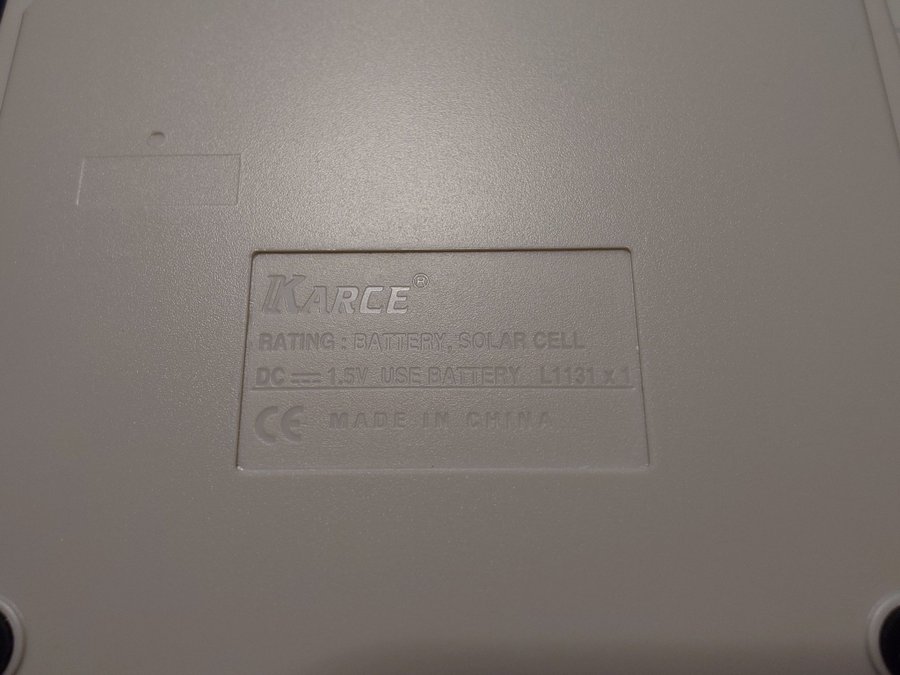 KARCE®
RATING : BATTERY, SOLAR CELL
DC ⎓ 1.5V USE BATTERY L1131 x 1
CE MADE IN CHINA